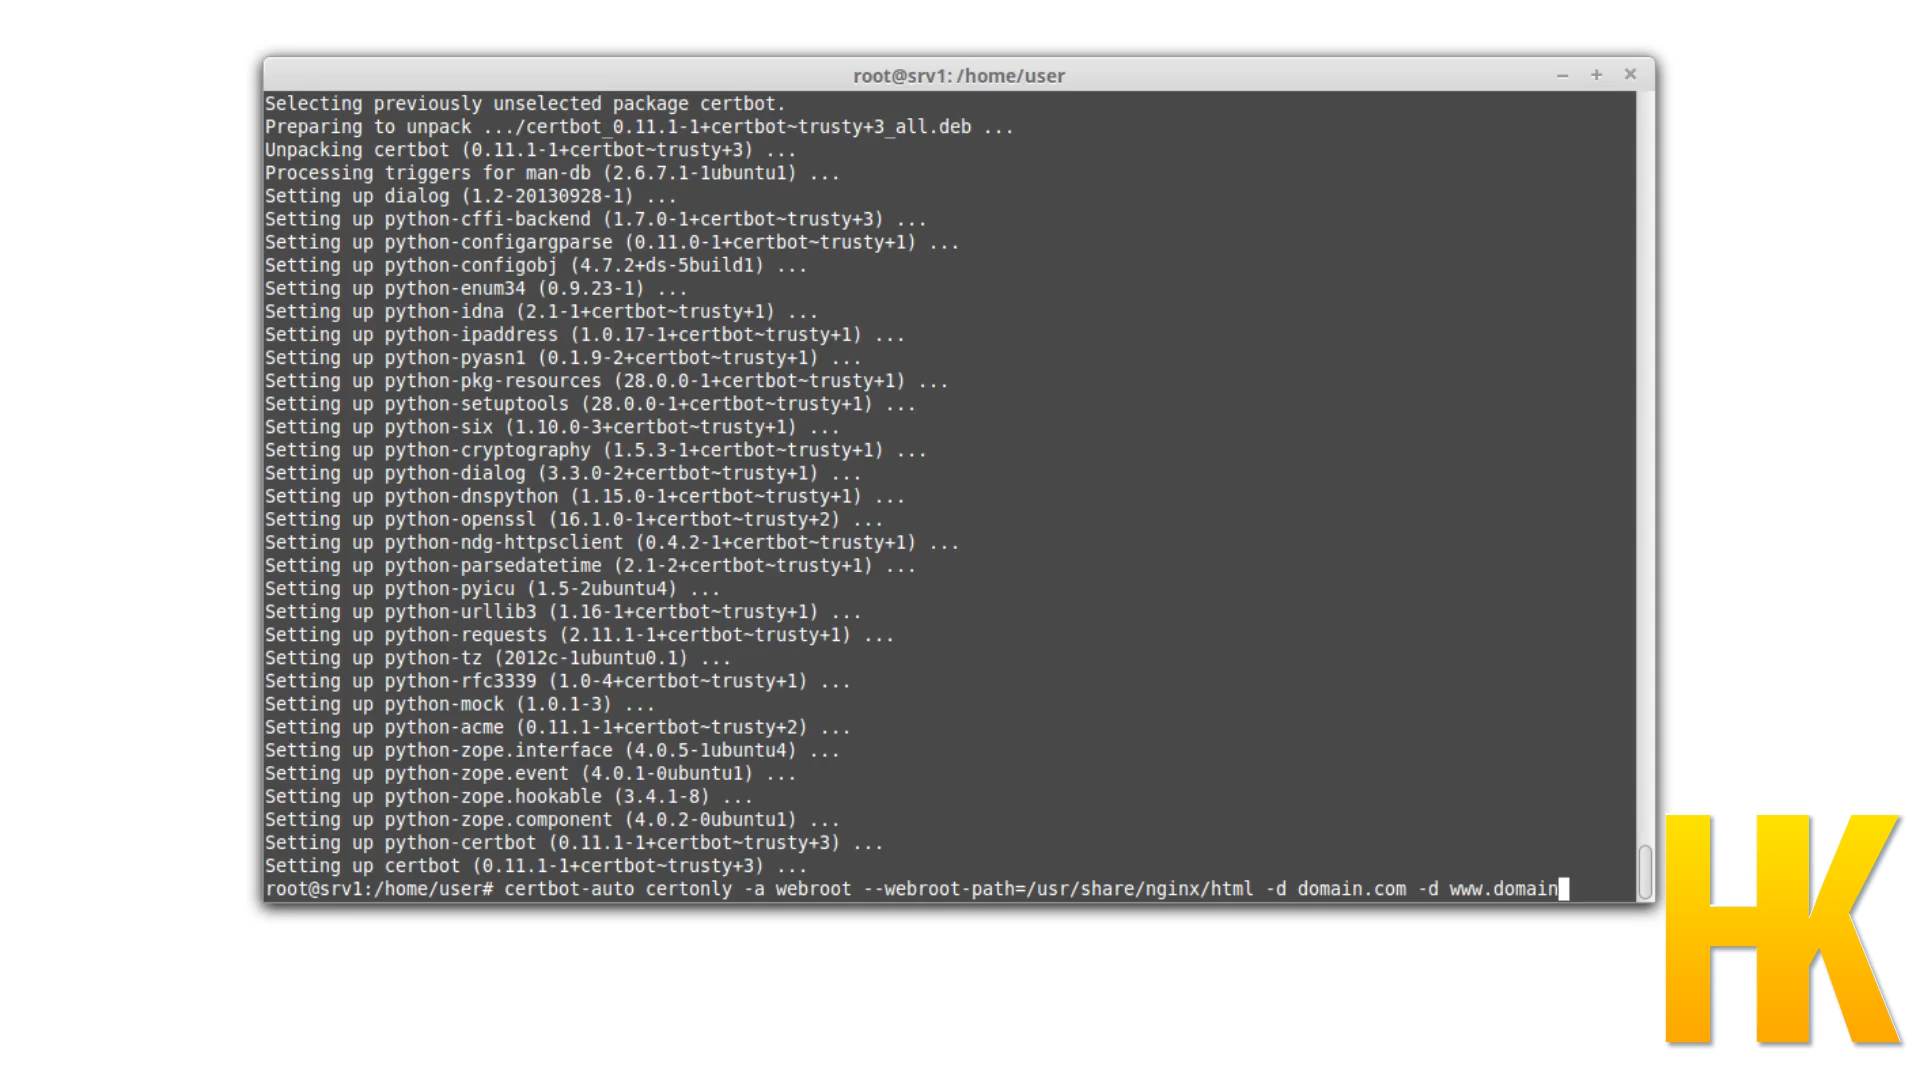 root@srv1: /home/user
Selecting previously unselected package certbot.
Preparing to unpack .../certbot_0.11.1-1+certbot~trusty+3_all.deb ...
Unpacking certbot (0.11.1-1+certbot~trusty+3) ...
Processing triggers for man-db (2.6.7.1-1ubuntu1) ...
Setting up dialog (1.2-20130928-1) ...
Setting up python-cffi-backend (1.7.0-1+certbot~trusty+3) ...
Setting up python-configargparse (0.11.0-1+certbot~trusty+1) ...
Setting up python-configobj (4.7.2+ds-5build1) ...
Setting up python-enum34 (0.9.23-1) ...
Setting up python-idna (2.1-1+certbot~trusty+1) ...
Setting up python-ipaddress (1.0.17-1+certbot~trusty+1) ...
Setting up python-pyasn1 (0.1.9-2+certbot~trusty+1) ...
Setting up python-pkg-resources (28.0.0-1+certbot~trusty+1) ...
Setting up python-setuptools (28.0.0-1+certbot~trusty+1) ...
Setting up python-six (1.10.0-3+certbot~trusty+1) ...
Setting up python-cryptography (1.5.3-1+certbot~trusty+1) ...
Setting up python-dialog (3.3.0-2+certbot~trusty+1) ...
Setting up python-dnspython (1.15.0-1+certbot~trusty+1) ...
Setting up python-openssl (16.1.0-1+certbot~trusty+2) ...
Setting up python-ndg-httpsclient (0.4.2-1+certbot~trusty+1) ...
Setting up python-parsedatetime (2.1-2+certbot~trusty+1) ...
Setting up python-pyicu (1.5-2ubuntu4) ...
Setting up python-urllib3 (1.16-1+certbot~trusty+1) ...
Setting up python-requests (2.11.1-1+certbot~trusty+1) ...
Setting up python-tz (2012c-1ubuntu0.1) ...
Setting up python-rfc3339 (1.0-4+certbot~trusty+1) ...
Setting up python-mock (1.0.1-3) ...
Setting up python-acme (0.11.1-1+certbot~trusty+2) ...
Setting up python-zope.interface (4.0.5-1ubuntu4) ...
Setting up python-zope.event (4.0.1-0ubuntu1) ...
Setting up python-zope.hookable (3.4.1-8) ...
Setting up python-zope.component (4.0.2-0ubuntu1) ...
Setting up python-certbot (0.11.1-1+certbot~trusty+3) ...
Setting up certbot (0.11.1-1+certbot~trusty+3) ...
root@srv1:/home/user# certbot-auto certonly -a webroot --webroot-path=/usr/share/nginx/html -d domain.com -d www.domain
HK